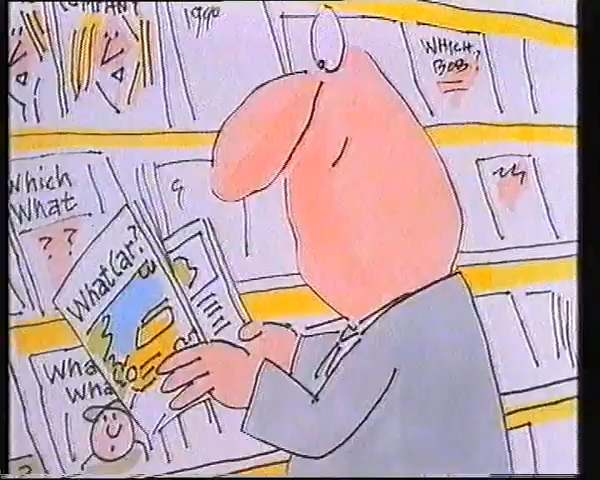 COMPANY
1990
WHICH?
BOB?
Which
What
? ?
What Car?
What
What
?